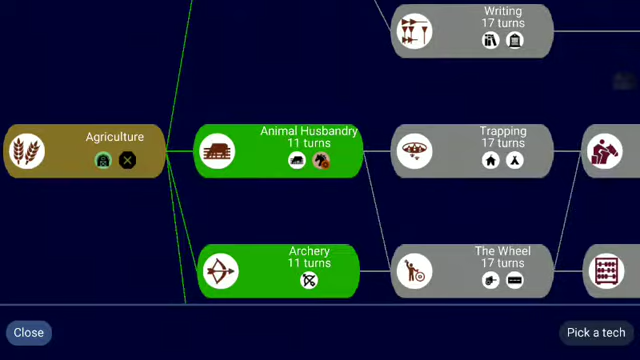 Writing
17 turns
Agriculture
Animal Husbandry
11 turns
Trapping
17 turns
Archery
11 turns
The Wheel
17 turns
Close
Pick a tech